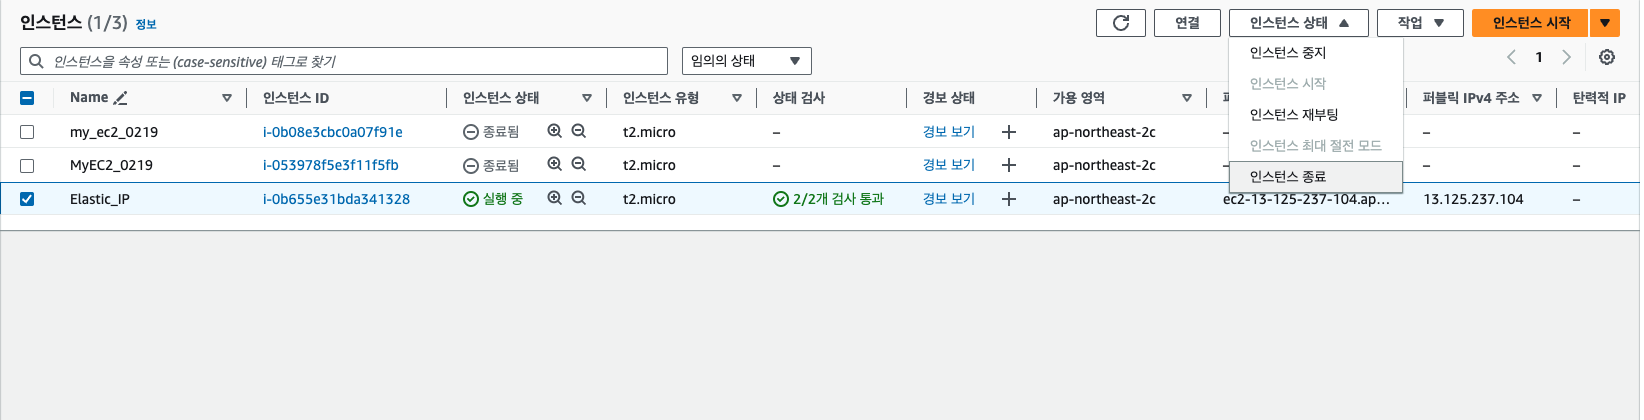 인스턴스 (1/3) 정보 연결 인스턴스 상태 작업 인스턴스 시작
인스턴스을 속성 또는 (case-sensitive) 태그로 찾기 임의의 상태 1
인스턴스 중지
인스턴스 시작
인스턴스 재부팅
인스턴스 최대 절전 모드
인스턴스 종료
Name 인스턴스 ID 인스턴스 상태 인스턴스 유형 상태 검사 경보 상태 가용 영역 퍼블릭 IPv4 주소 탄력적 IP
my_ec2_0219 i-0b08e3cbc0a07f91e 종료됨 t2.micro – 경보 보기 + ap-northeast-2c – – –
MyEC2_0219 i-053978f5e3f11f5fb 종료됨 t2.micro – 경보 보기 + ap-northeast-2c – – –
Elastic_IP i-0b655e31bda341328 실행 중 t2.micro 2/2개 검사 통과 경보 보기 + ap-northeast-2c ec2-13-125-237-104.ap... 13.125.237.104 –